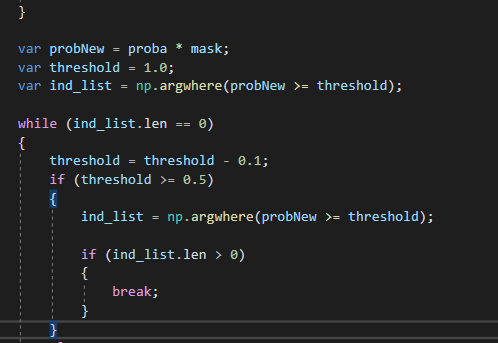 }
var probNew = proba * mask;
var threshold = 1.0;
var ind_list = np.argwhere(probNew >= threshold);
while (ind_list.len == 0)
{
threshold = threshold - 0.1;
if (threshold >= 0.5)
{
ind_list = np.argwhere(probNew >= threshold);
if (ind_list.len > 0)
{
break;
}
}